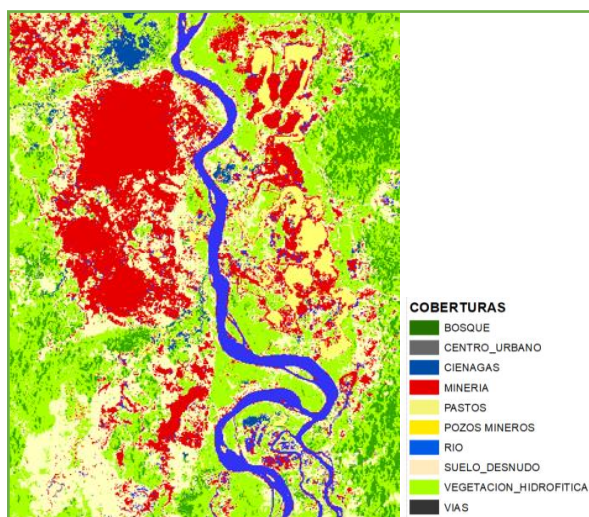 COBERTURAS
BOSQUE
CENTRO_URBANO
CIENAGAS
MINERIA
PASTOS
POZOS MINEROS
RIO
SUELO_DESNUDO
VEGETACION_HIDROFITICA
VIAS